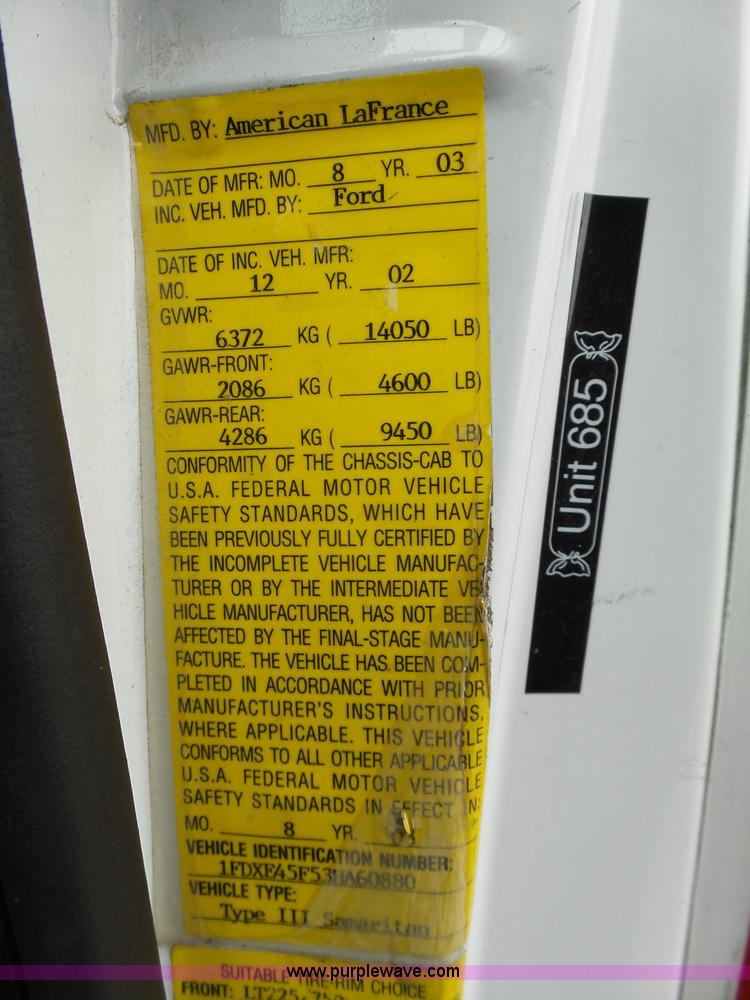 MFD. BY: American LaFrance
DATE OF MFR: MO. 8 YR. 03
INC. VEH. MFD. BY: Ford
DATE OF INC. VEH. MFR:
MO. 12 YR. 02
GVWR:
6372 KG ( 14050 LB)
GAWR-FRONT:
2086 KG ( 4600 LB)
GAWR-REAR:
4286 KG ( 9450 LB)
CONFORMITY OF THE CHASSIS-CAB TO
U.S.A. FEDERAL MOTOR VEHICLE
SAFETY STANDARDS, WHICH HAVE
BEEN PREVIOUSLY FULLY CERTIFIED BY
THE INCOMPLETE VEHICLE MANUFAC-
TURER OR BY THE INTERMEDIATE VE-
HICLE MANUFACTURER, HAS NOT BEEN
AFFECTED BY THE FINAL-STAGE MANU-
FACTURE. THE VEHICLE HAS BEEN COM-
PLETED IN ACCORDANCE WITH PRIOR
MANUFACTURER'S INSTRUCTIONS,
WHERE APPLICABLE. THIS VEHICLE
CONFORMS TO ALL OTHER APPLICABLE
U.S.A. FEDERAL MOTOR VEHICLE
SAFETY STANDARDS IN EFFECT IN:
MO. 8 YR. 03
VEHICLE IDENTIFICATION NUMBER:
1FDXE45F53HA60880
VEHICLE TYPE:
Type III Samaritan
SUITABLE TIRE-RIM CHOICE
FRONT:
Unit 685
www.purplewave.com